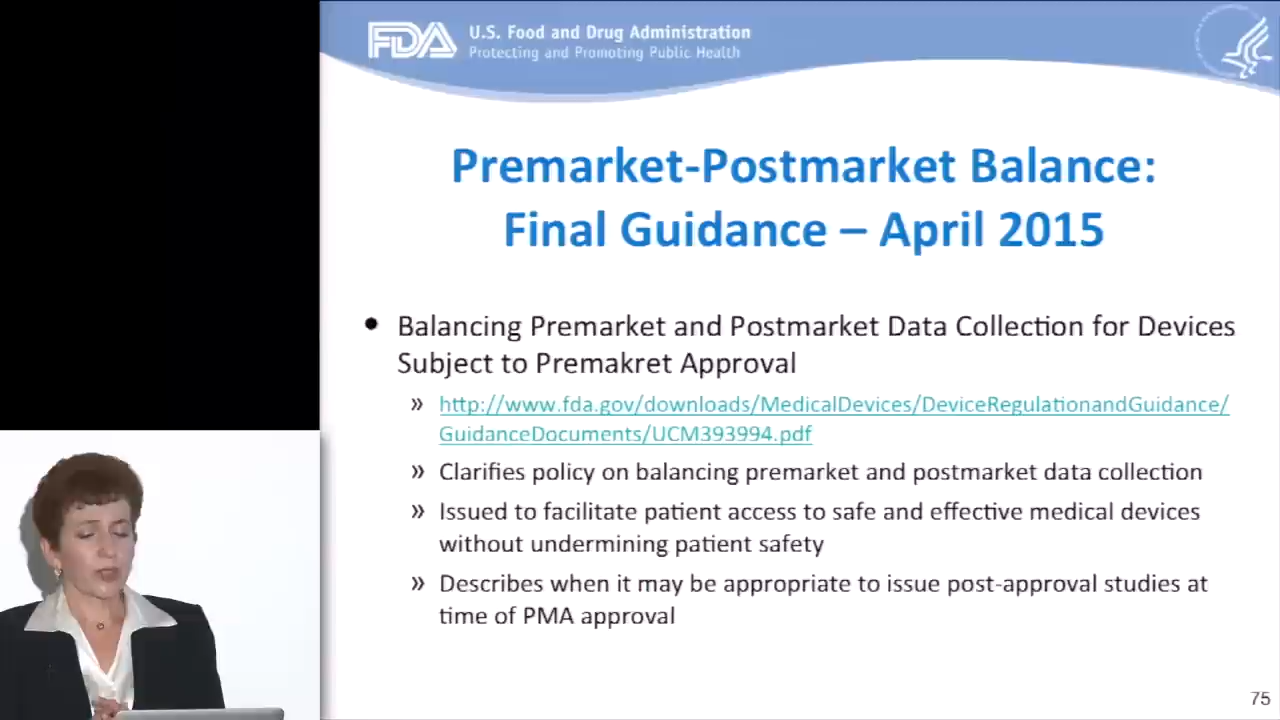 FDA U.S. Food and Drug Administration
Protecting and Promoting Public Health
Premarket-Postmarket Balance:
Final Guidance – April 2015
• Balancing Premarket and Postmarket Data Collection for Devices
Subject to Premakret Approval
» http://www.fda.gov/downloads/MedicalDevices/DeviceRegulationandGuidance/
GuidanceDocuments/UCM393994.pdf
» Clarifies policy on balancing premarket and postmarket data collection
» Issued to facilitate patient access to safe and effective medical devices
without undermining patient safety
» Describes when it may be appropriate to issue post-approval studies at
time of PMA approval
75